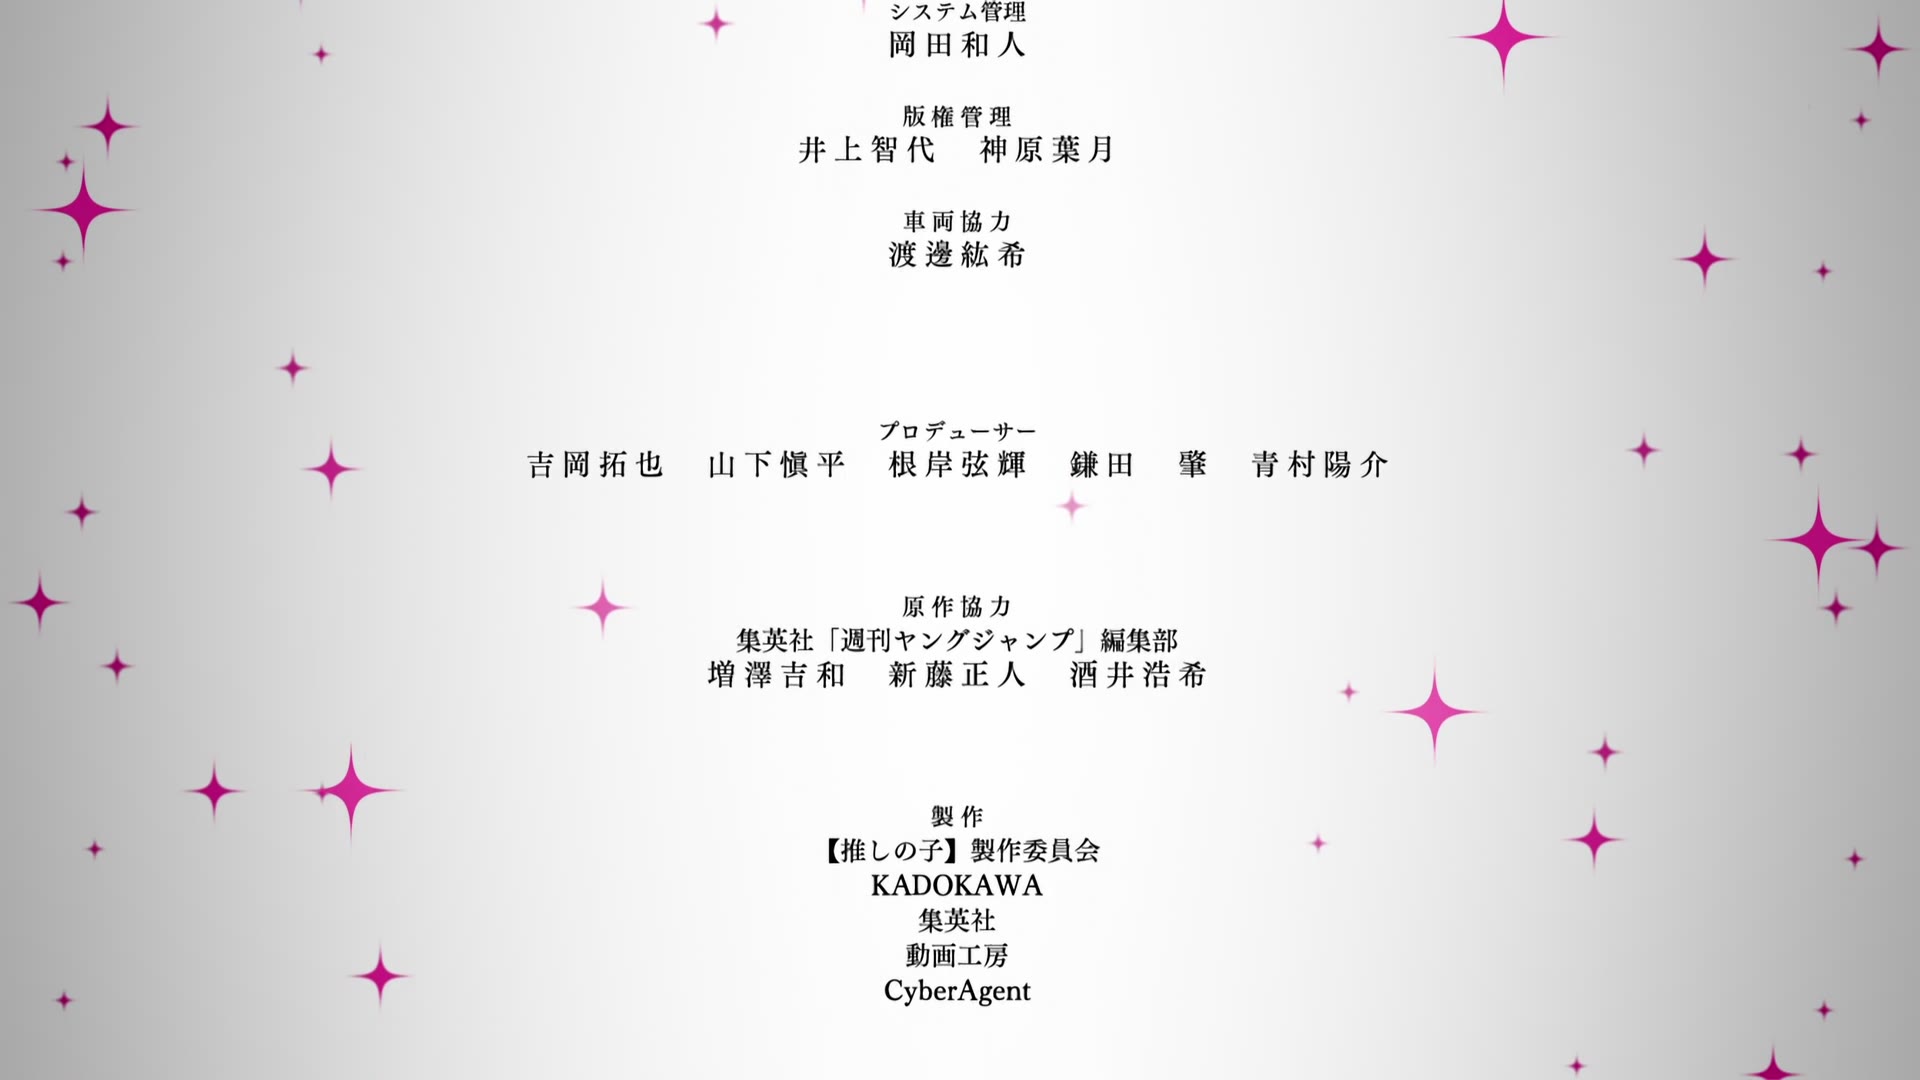 システム管理
岡田和人
版権管理
井上智代　神原葉月
車両協力
渡邊紘希
プロデューサー
吉岡拓也　山下愼平　根岸弦輝　鎌田　肇　青村陽介
原作協力
集英社「週刊ヤングジャンプ」編集部
増澤吉和　新藤正人　酒井浩希
製作
【推しの子】製作委員会
KADOKAWA
集英社
動画工房
CyberAgent